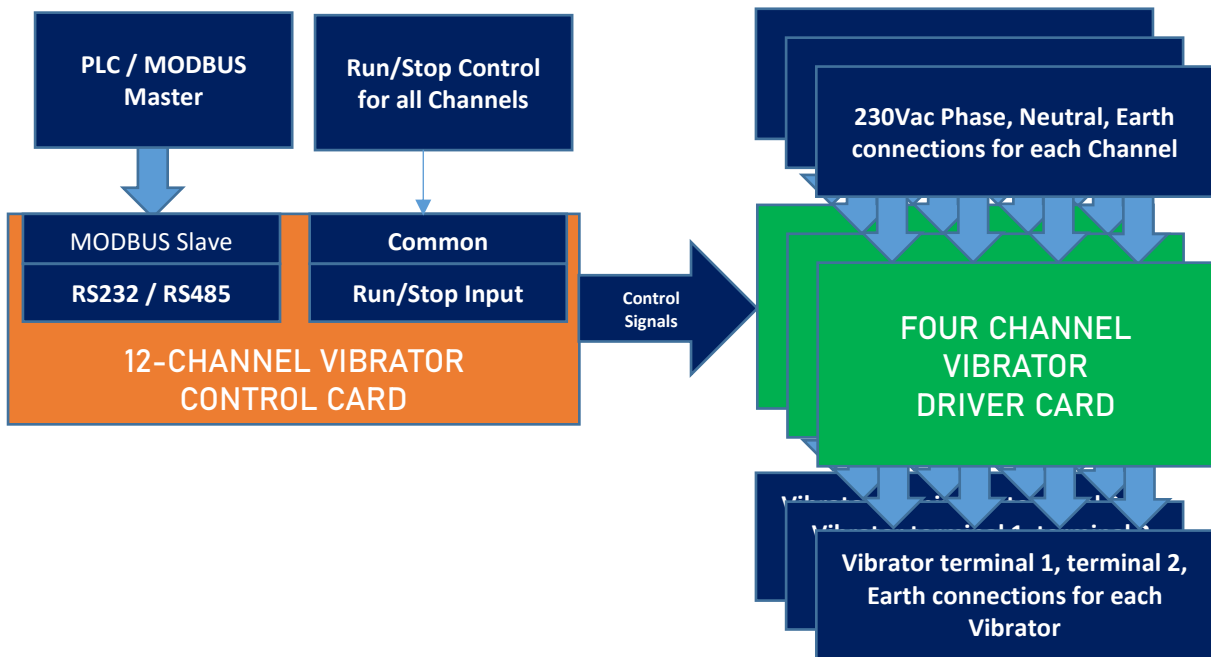 PLC / MODBUS
Master
Run/Stop Control
for all Channels
230Vac Phase, Neutral, Earth
connections for each Channel
MODBUS Slave
RS232 / RS485
Common
Run/Stop Input
12-CHANNEL VIBRATOR
CONTROL CARD
Control
Signals
FOUR CHANNEL
VIBRATOR
DRIVER CARD
Vibrator terminal 1, terminal 2,
Earth connections for each
Vibrator